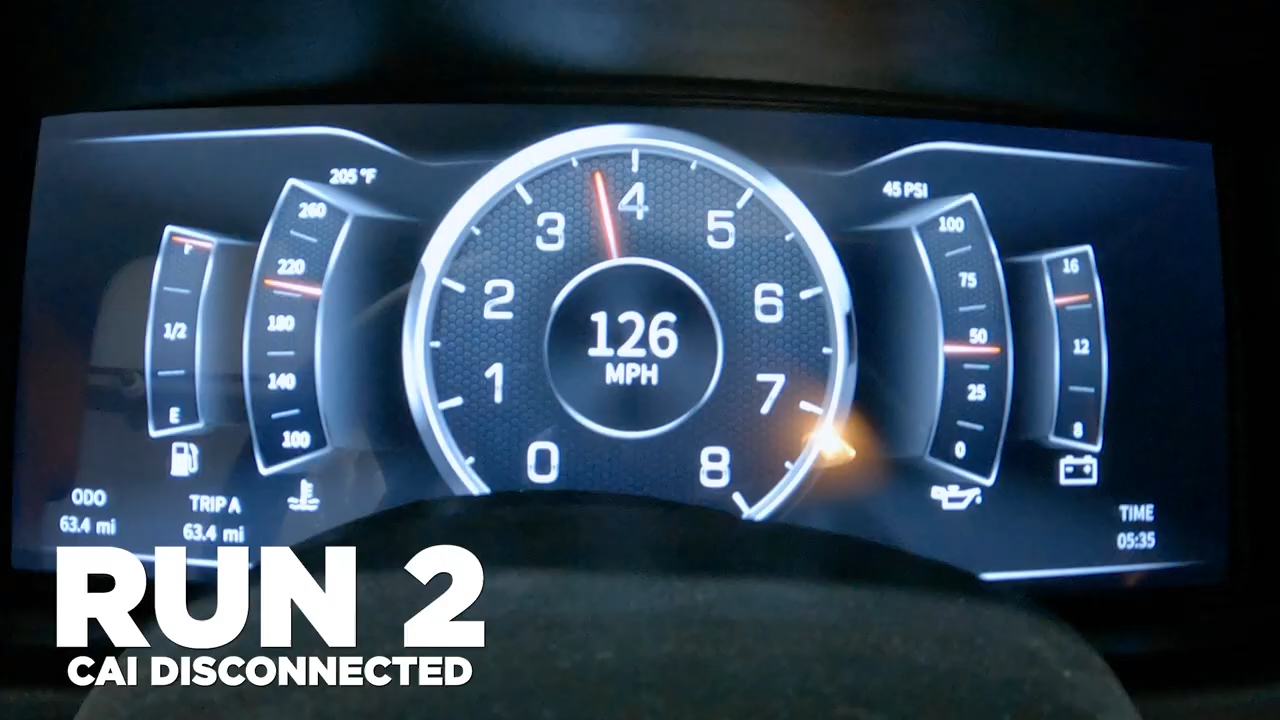 205 °F
45 PSI
260
220
180
140
100
F
1/2
E
0
1
2
3
4
5
6
7
8
126
MPH
100
75
50
25
0
16
12
8
ODO
63.4 mi
TRIP A
63.4 mi
TIME
05:35
RUN 2
CAI DISCONNECTED